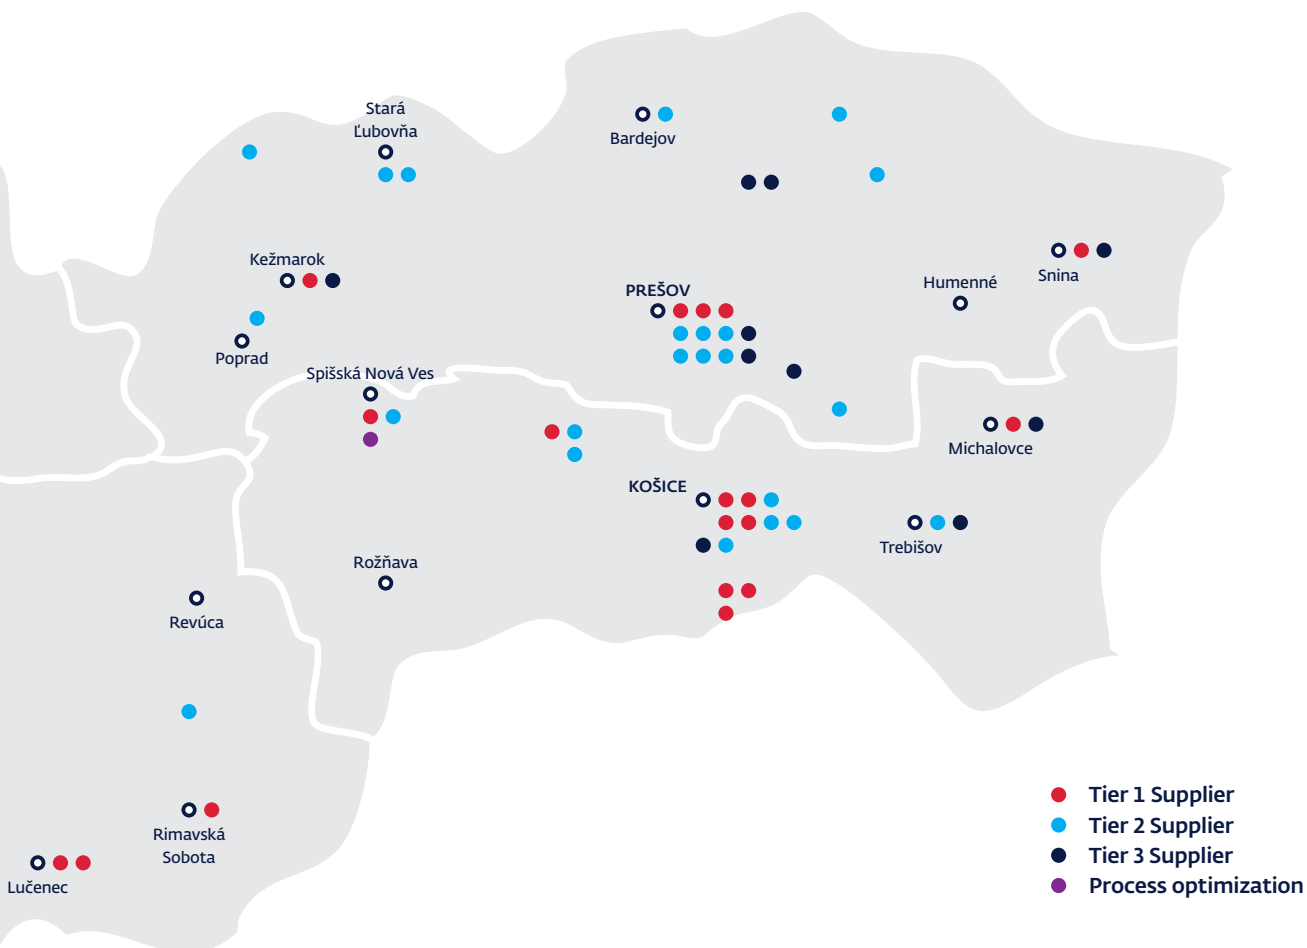 Stará
Ľubovňa
Bardejov
Kežmarok
Snina
Humenné
PREŠOV
Poprad
Spišská Nová Ves
Michalovce
KOŠICE
Trebišov
Rožňava
Revúca
Rimavská
Sobota
Lučenec
Tier 1 Supplier
Tier 2 Supplier
Tier 3 Supplier
Process optimization